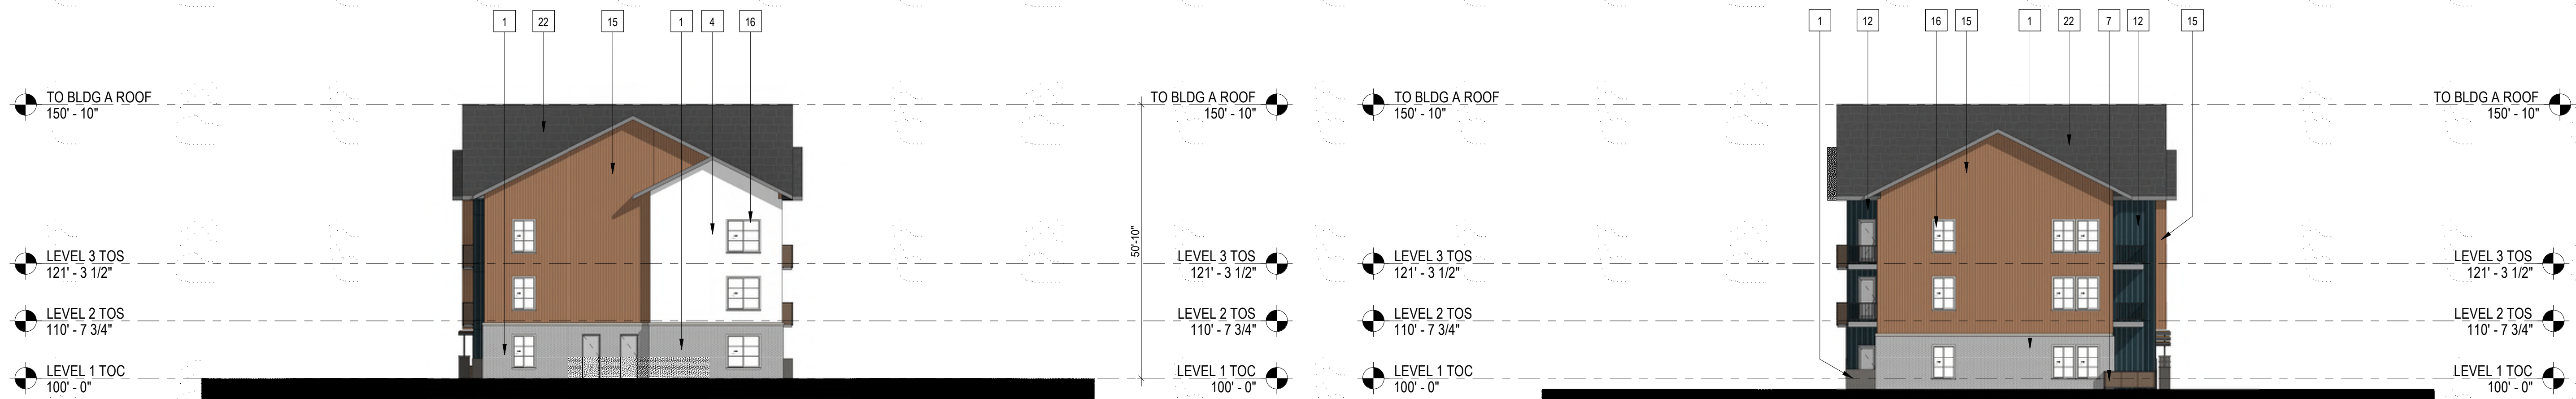 1 22 15 1 4 16
1 12 16 15 1 22 7 12 15
TO BLDG A ROOF
150' - 10"
TO BLDG A ROOF
150' - 10"
TO BLDG A ROOF
150' - 10"
TO BLDG A ROOF
150' - 10"
50'-10"
LEVEL 3 TOS
121' - 3 1/2"
LEVEL 3 TOS
121' - 3 1/2"
LEVEL 3 TOS
121' - 3 1/2"
LEVEL 3 TOS
121' - 3 1/2"
LEVEL 2 TOS
110' - 7 3/4"
LEVEL 2 TOS
110' - 7 3/4"
LEVEL 2 TOS
110' - 7 3/4"
LEVEL 2 TOS
110' - 7 3/4"
LEVEL 1 TOC
100' - 0"
LEVEL 1 TOC
100' - 0"
LEVEL 1 TOC
100' - 0"
LEVEL 1 TOC
100' - 0"